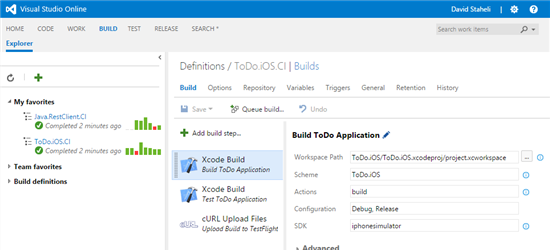 Visual Studio Online
David Staheli
HOME CODE WORK BUILD TEST RELEASE SEARCH
Search work items
Explorer
Definitions / ToDo.iOS.CI | Builds
Build Options Repository Variables Triggers General Retention History
Save Queue build... Undo
My favorites
Java.RestClient.CI
Completed 2 minutes ago
ToDo.iOS.CI
Completed 2 minutes ago
Team favorites
Build definitions
Add build step...
Xcode Build
Build ToDo Application
Xcode Build
Test ToDo Application
cURL Upload Files
Upload Build to TestFlight
Build ToDo Application
Workspace Path ToDo.iOS/ToDo.iOS.xcodeproj/project.xcworkspace ...
Scheme ToDo.iOS
Actions build
Configuration Debug, Release
SDK iphonesimulator
Advanced